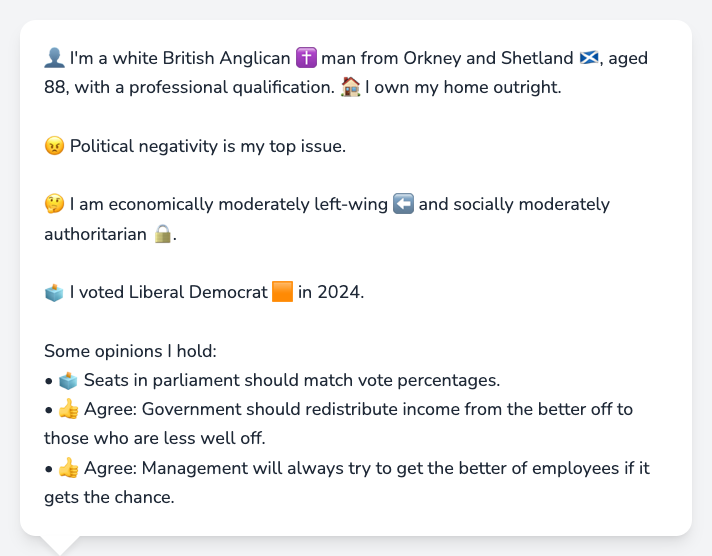 👤 I'm a white British Anglican ✝️ man from Orkney and Shetland 🏴󠁧󠁢󠁳󠁣󠁴󠁿, aged
88, with a professional qualification. 🏠 I own my home outright.
😠 Political negativity is my top issue.
🤔 I am economically moderately left-wing ⬅️ and socially moderately
authoritarian 🔒.
🗳️ I voted Liberal Democrat 🟧 in 2024.
Some opinions I hold:
• 🗳️ Seats in parliament should match vote percentages.
• 👍 Agree: Government should redistribute income from the better off to
those who are less well off.
• 👍 Agree: Management will always try to get the better of employees if it
gets the chance.